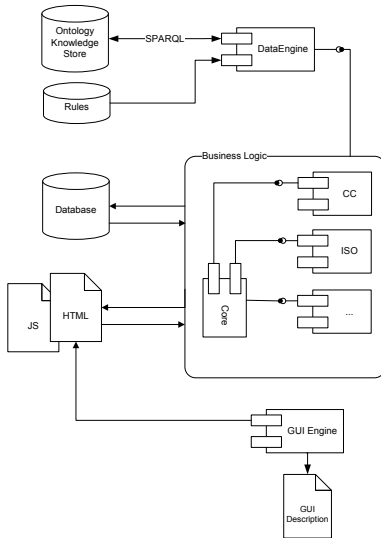 Ontology
Knowledge
Store
SPARQL
DataEngine
Rules
Business Logic
CC
Database
ISO
HTML
JS
Core
...
GUI Engine
GUI
Description